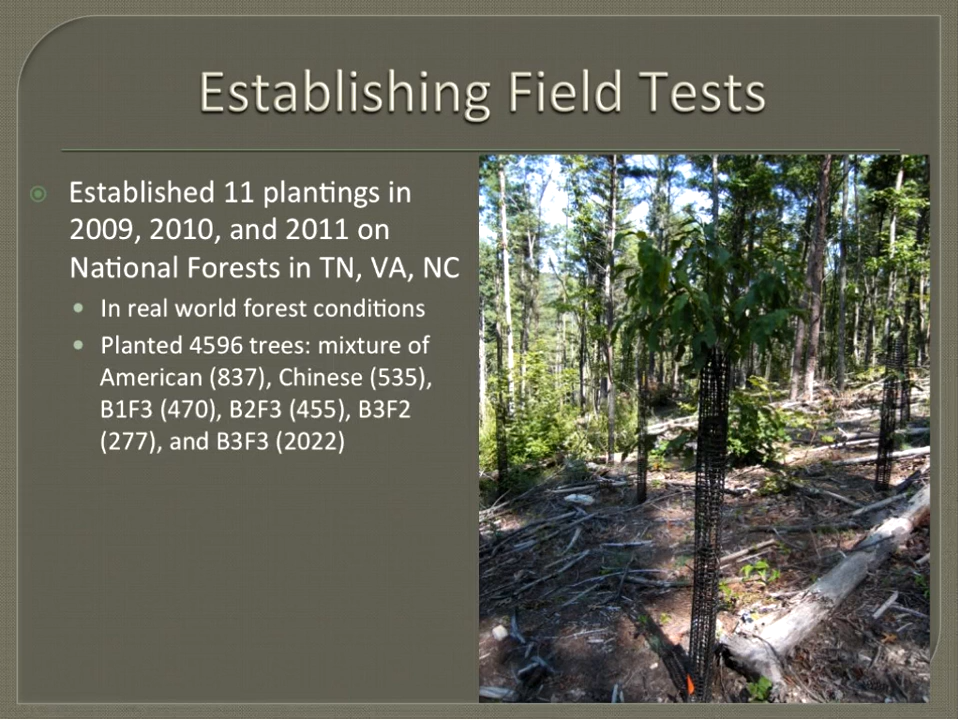 Establishing Field Tests
Established 11 plantings in
2009, 2010, and 2011 on
National Forests in TN, VA, NC
In real world forest conditions
Planted 4596 trees: mixture of
American (837), Chinese (535),
B1F3 (470), B2F3 (455), B3F2
(277), and B3F3 (2022)